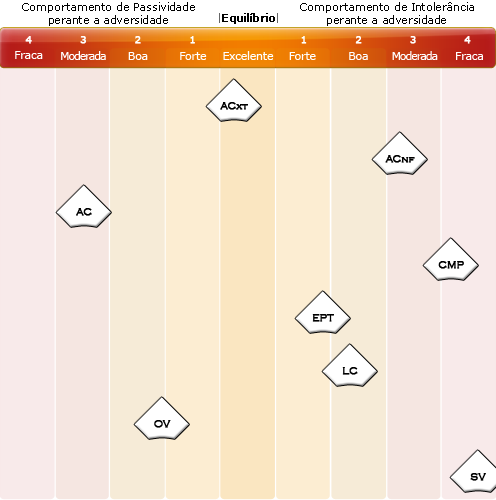 Comportamento de Passividade
perante a adversidade
|Equilíbrio|
Comportamento de Intolerância
perante a adversidade
4 3 2 1 1 2 3 4
Fraca Moderada Boa Forte Excelente Forte Boa Moderada Fraca
ACXT
ACNF
AC
CMP
EPT
LC
OV
SV